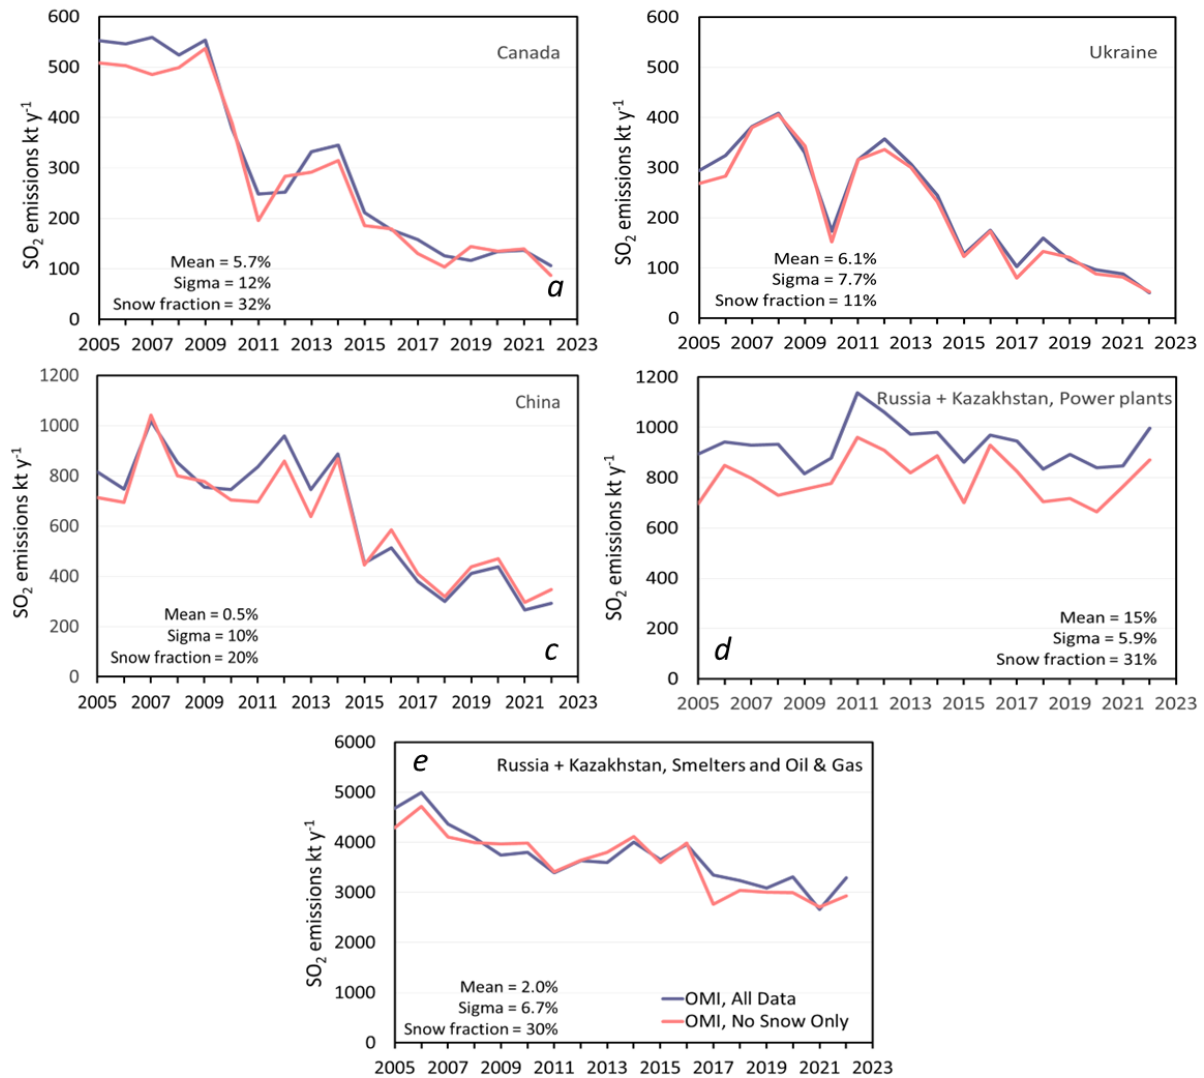 600
500
400
300
200
100
0
SO2 emissions kt y-1
Canada
Mean = 5.7%
Sigma = 12%
Snow fraction = 32%
a
2005 2007 2009 2011 2013 2015 2017 2019 2021 2023
600
500
400
300
200
100
0
SO2 emissions kt y-1
Ukraine
Mean = 6.1%
Sigma = 7.7%
Snow fraction = 11%
2005 2007 2009 2011 2013 2015 2017 2019 2021 2023
1200
1000
800
600
400
200
0
SO2 emissions kt y-1
China
Mean = 0.5%
Sigma = 10%
Snow fraction = 20%
c
2005 2007 2009 2011 2013 2015 2017 2019 2021 2023
1200
1000
800
600
400
200
0
SO2 emissions kt y-1
Russia + Kazakhstan, Power plants
Mean = 15%
Sigma = 5.9%
Snow fraction = 31%
d
2005 2007 2009 2011 2013 2015 2017 2019 2021 2023
6000
5000
4000
3000
2000
1000
0
SO2 emissions kt y-1
e
Russia + Kazakhstan, Smelters and Oil & Gas
Mean = 2.0%
Sigma = 6.7%
Snow fraction = 30%
OMI, All Data
OMI, No Snow Only
2005 2007 2009 2011 2013 2015 2017 2019 2021 2023